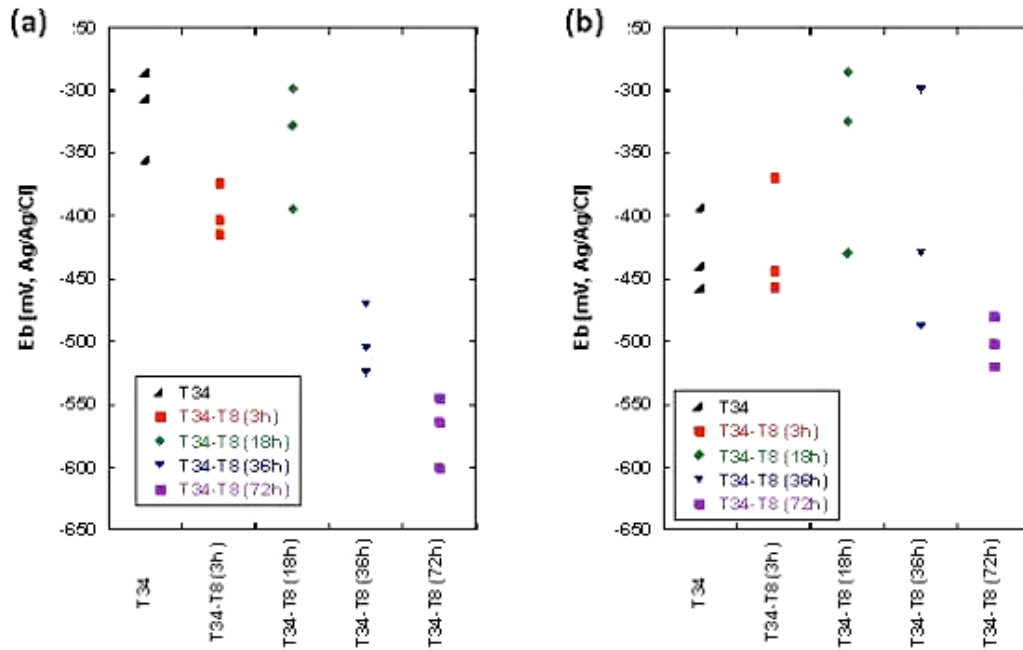 (a)
:50
-300
-350
-400
-450
-500
-550
-600
-650
Eb [mV, Ag/Ag/Cl]
T34
T34-T8 (3h)
T34-T8 (18h)
T34-T8 (36h)
T34-T8 (72h)
T34
T34-T8 (3h)
T34-T8 (18h)
T34-T8 (36h)
T34-T8 (72h)
(b)
:50
-300
-350
-400
-450
-500
-550
-600
-650
Eb [mV, Ag/Ag/Cl]
T34
T34-T8 (3h)
T34-T8 (18h)
T34-T8 (36h)
T34-T8 (72h)
T34
T34-T8 (3h)
T34-T8 (18h)
T34-T8 (36h)
T34-T8 (72h)